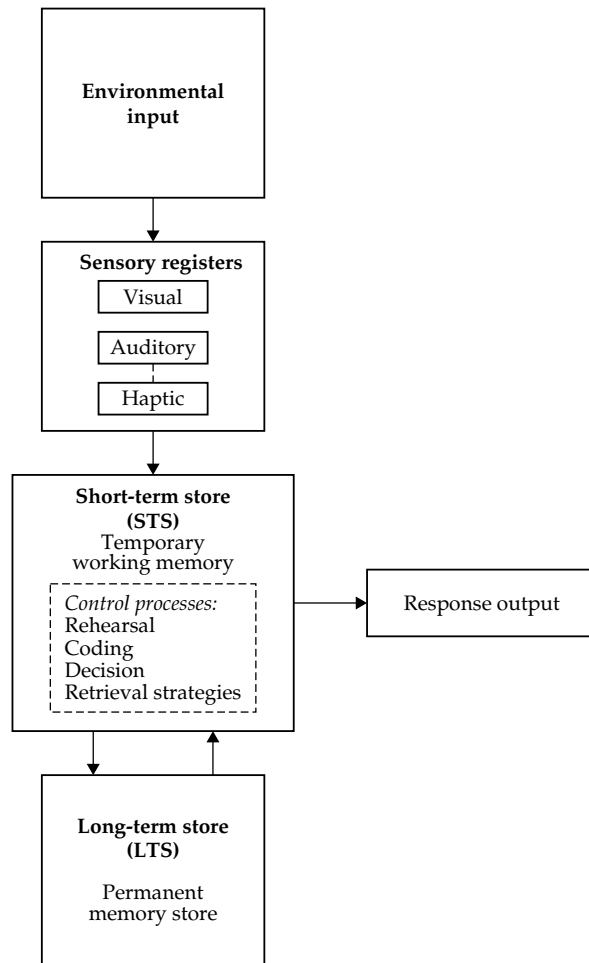 Environmental
input
Sensory registers
Visual
Auditory
Haptic
Short-term store
(STS)
Temporary
working memory
Control processes:
Rehearsal
Coding
Decision
Retrieval strategies
Response output
Long-term store
(LTS)
Permanent
memory store